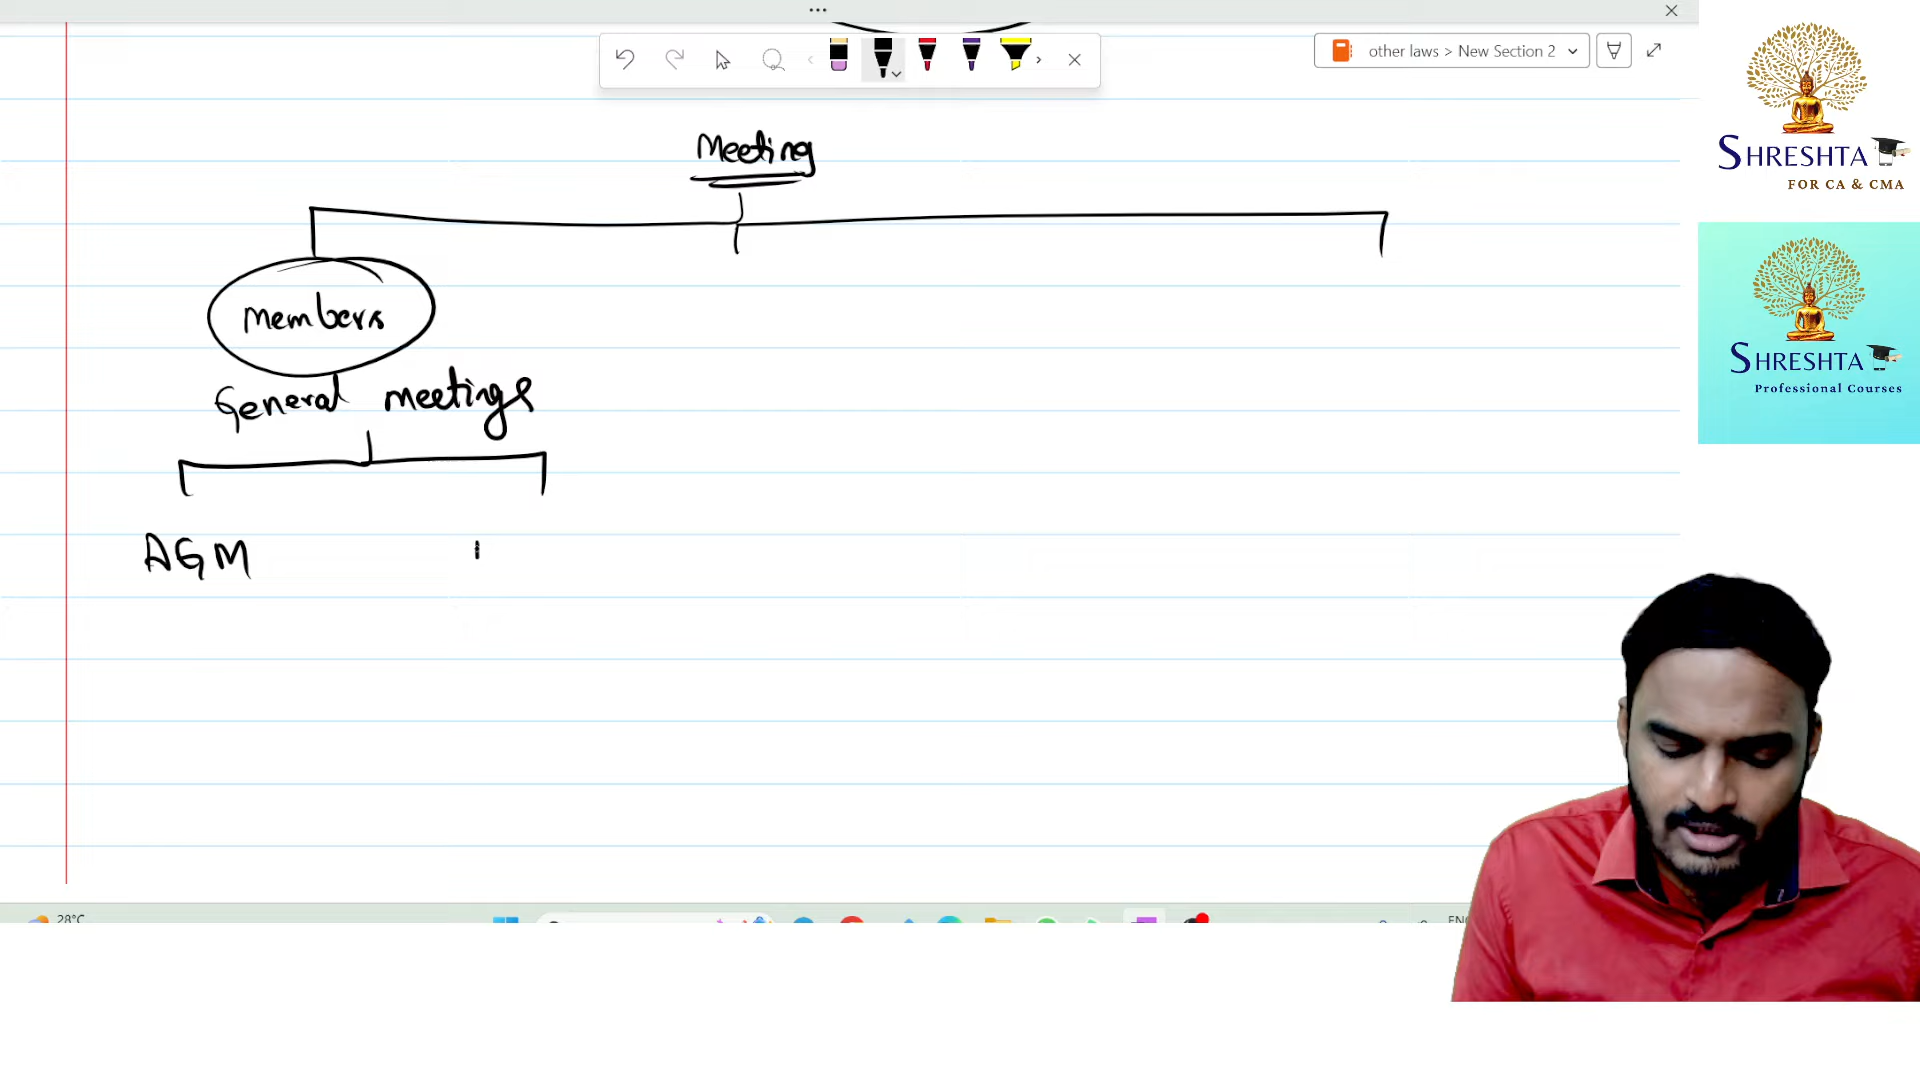 other laws > New Section 2
SHRESHTA
FOR CA & CMA
Meeting
SHRESHTA
Professional Courses
Members
General meetings
AGM
28°C